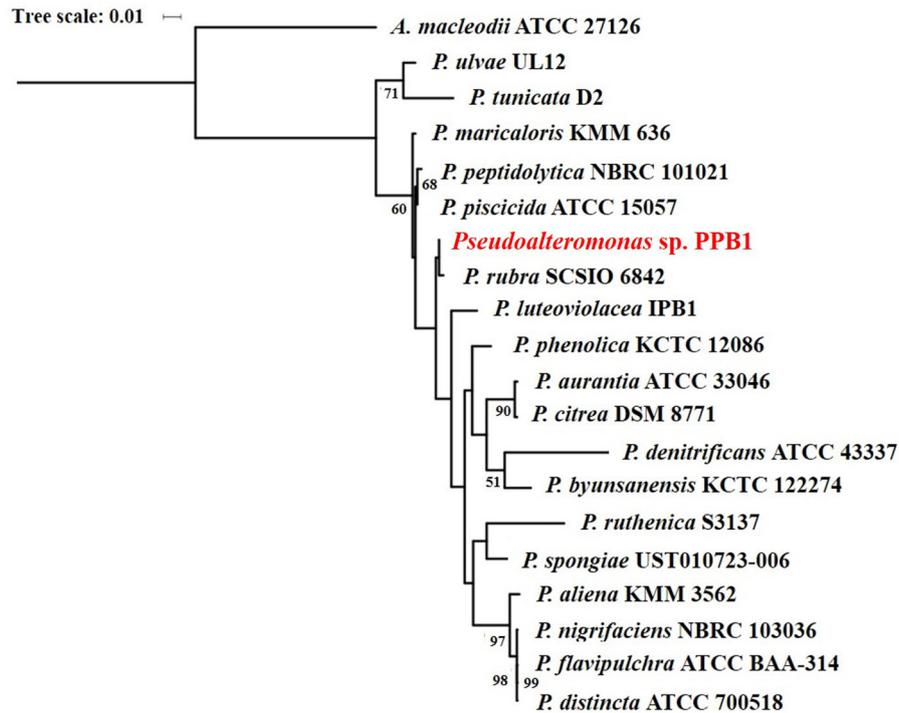 Tree scale: 0.01
A. macleodii ATCC 27126
P. ulvae UL12
71
P. tunicata D2
P. maricaloris KMM 636
P. peptidolytica NBRC 101021
68
60
P. piscicida ATCC 15057
Pseudoalteromonas sp. PPB1
P. rubra SCSIO 6842
P. luteoviolacea IPB1
P. phenolica KCTC 12086
P. aurantia ATCC 33046
90
P. citrea DSM 8771
P. denitrificans ATCC 43337
51
P. byunsanensis KCTC 122274
P. ruthenica S3137
P. spongiae UST010723-006
P. aliena KMM 3562
P. nigrifaciens NBRC 103036
97
P. flavipulchra ATCC BAA-314
98 99
P. distincta ATCC 700518